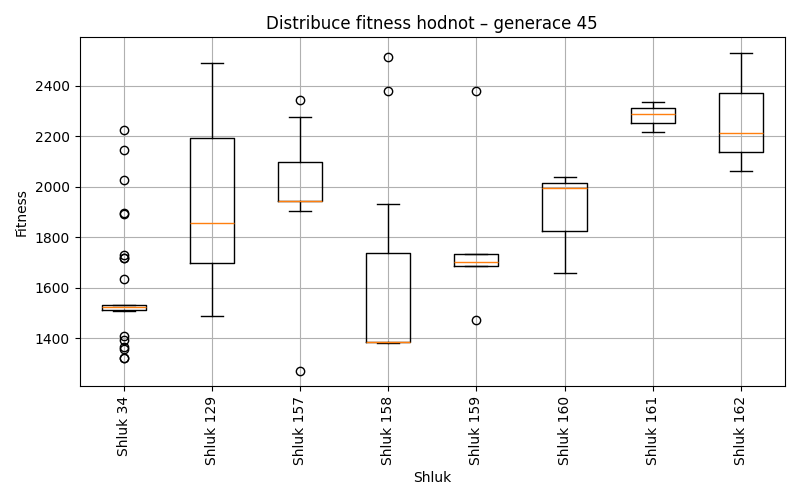 Distribuce fitness hodnot – generace 45
Fitness
2400
2200
2000
1800
1600
1400
Shluk 34
Shluk 129
Shluk 157
Shluk 158
Shluk 159
Shluk 160
Shluk 161
Shluk 162
Shluk